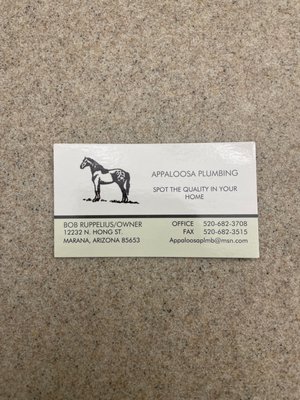 APPALOOSA PLUMBING
SPOT THE QUALITY IN YOUR
HOME
BOB RUPPELIJS/OWNER
12232 N. HONG ST.
MARANA, ARIZONA 85653
OFFICE 520-682-3708
FAX 520-682-3515
Appaloosaplmb@msn.com